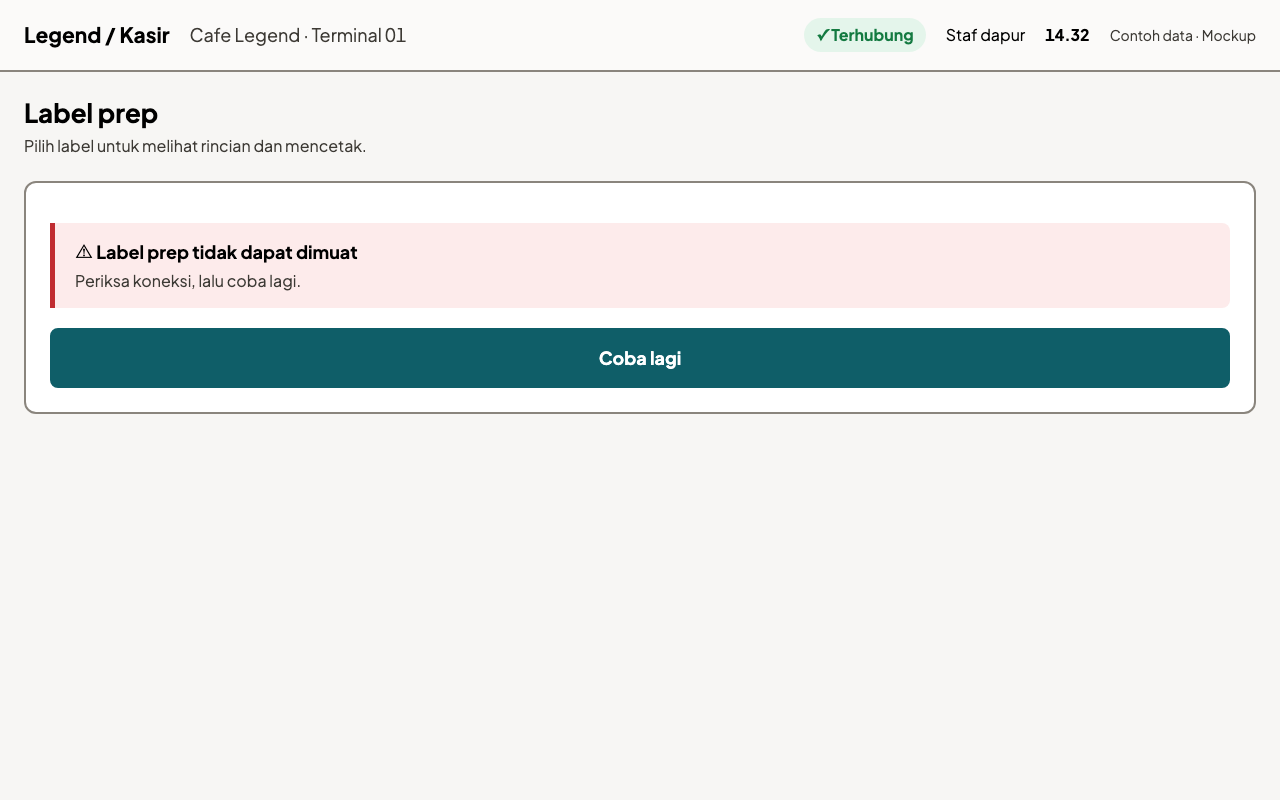 Legend / Kasir Cafe Legend · Terminal 01 ✓Terhubung Staf dapur 14.32 Contoh data · Mockup
Label prep
Pilih label untuk melihat rincian dan mencetak.
⚠ Label prep tidak dapat dimuat
Periksa koneksi, lalu coba lagi.
Coba lagi